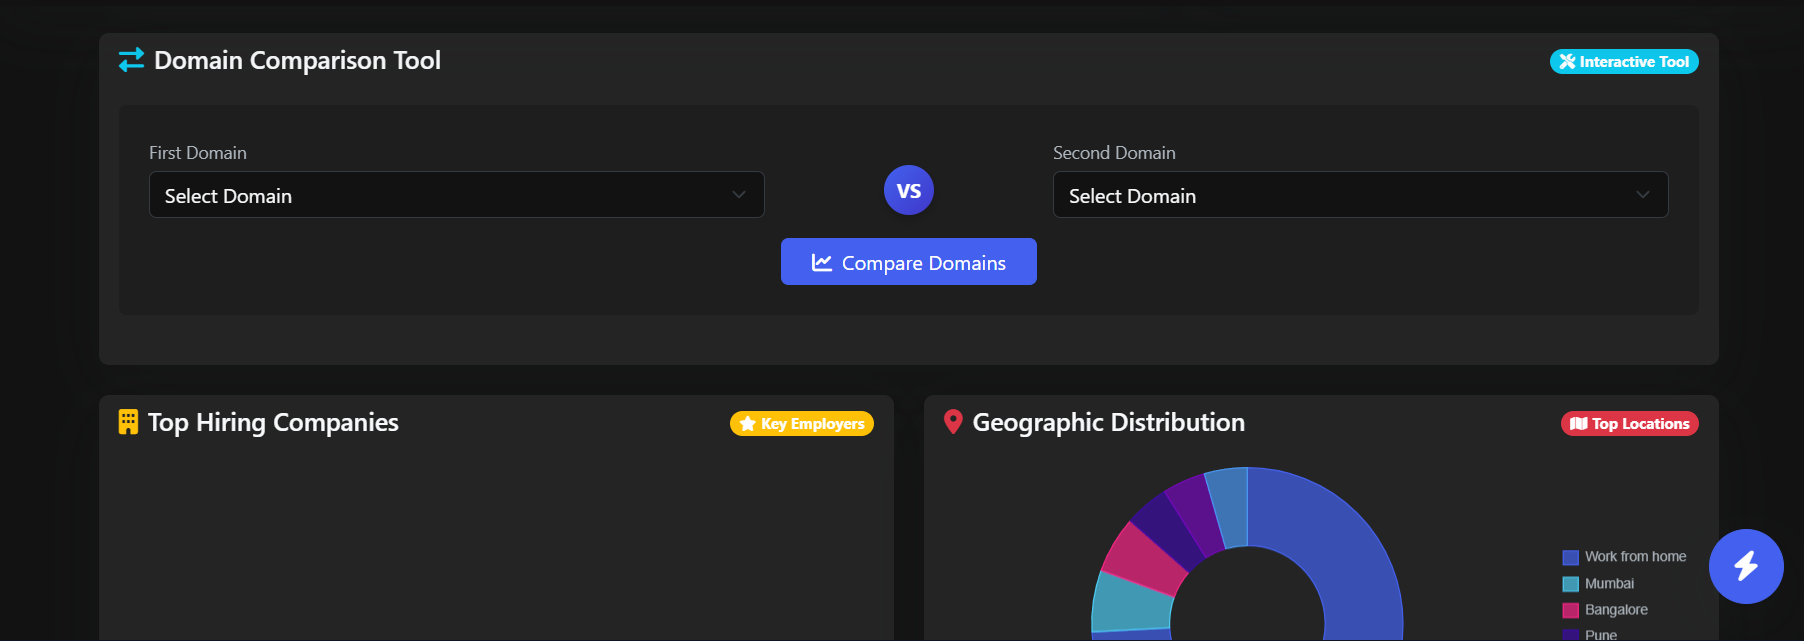 Domain Comparison Tool
Interactive Tool
First Domain
Second Domain
Select Domain
VS
Select Domain
Compare Domains
Top Hiring Companies
Key Employers
Geographic Distribution
Top Locations
Work from home
Mumbai
Bangalore
Pune